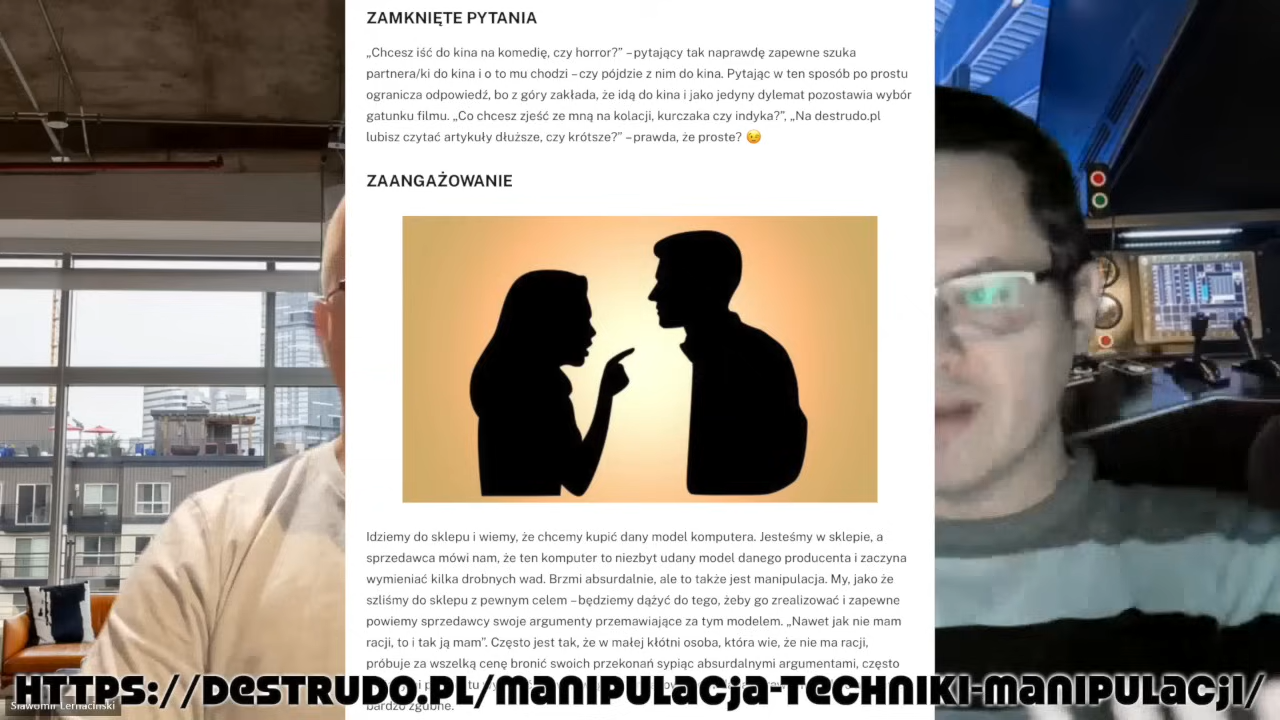 ZAMKNIĘTE PYTANIA
„Chcesz iść do kina na komedię, czy horror?” – pytający tak naprawdę zapewne szuka
partnera/ki do kina i o to mu chodzi – czy pójdzie z nim do kina. Pytając w ten sposób po prostu
ogranicza odpowiedź, bo z góry zakłada, że idą do kina i jako jedyny dylemat pozostawia wybór
gatunku filmu. „Co chcesz zjeść ze mną na kolacji, kurczaka czy indyka?”, „Na destrudo.pl
lubisz czytać artykuły dłuższe, czy krótsze?” – prawda, że proste? 😉
ZAANGAŻOWANIE
Idziemy do sklepu i wiemy, że chcemy kupić dany model komputera. Jesteśmy w sklepie, a
sprzedawca mówi nam, że ten komputer to niezbyt udany model danego producenta i zaczyna
wymieniać kilka drobnych wad. Brzmi absurdalnie, ale to także jest manipulacja. My, jako że
szliśmy do sklepu z pewnym celem – będziemy dążyć do tego, żeby go zrealizować i zapewne
powiemy sprzedawcy swoje argumenty przemawiające za tym modelem. „Nawet jak nie mam
racji, to i tak ją mam”. Często jest tak, że w małej kłótni osoba, która wie, że nie ma racji,
próbuje za wszelką cenę bronić swoich przekonań sypiąc absurdalnymi argumentami, często
HTTPS://DESTRUDO.PL/MANIPULACJA-TECHNIKI-MANIPULACJI/
bardzo zgubne.
Sławomir Lernaciński